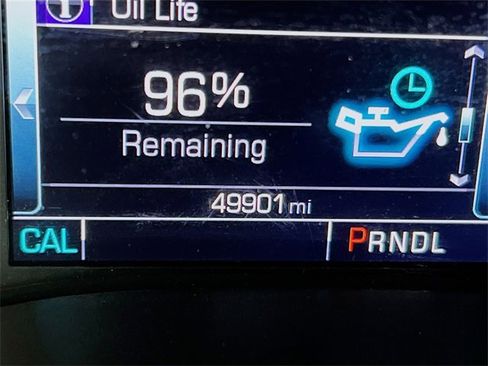 i Oil Life
96%
Remaining
49901 mi
CAL PRNDL